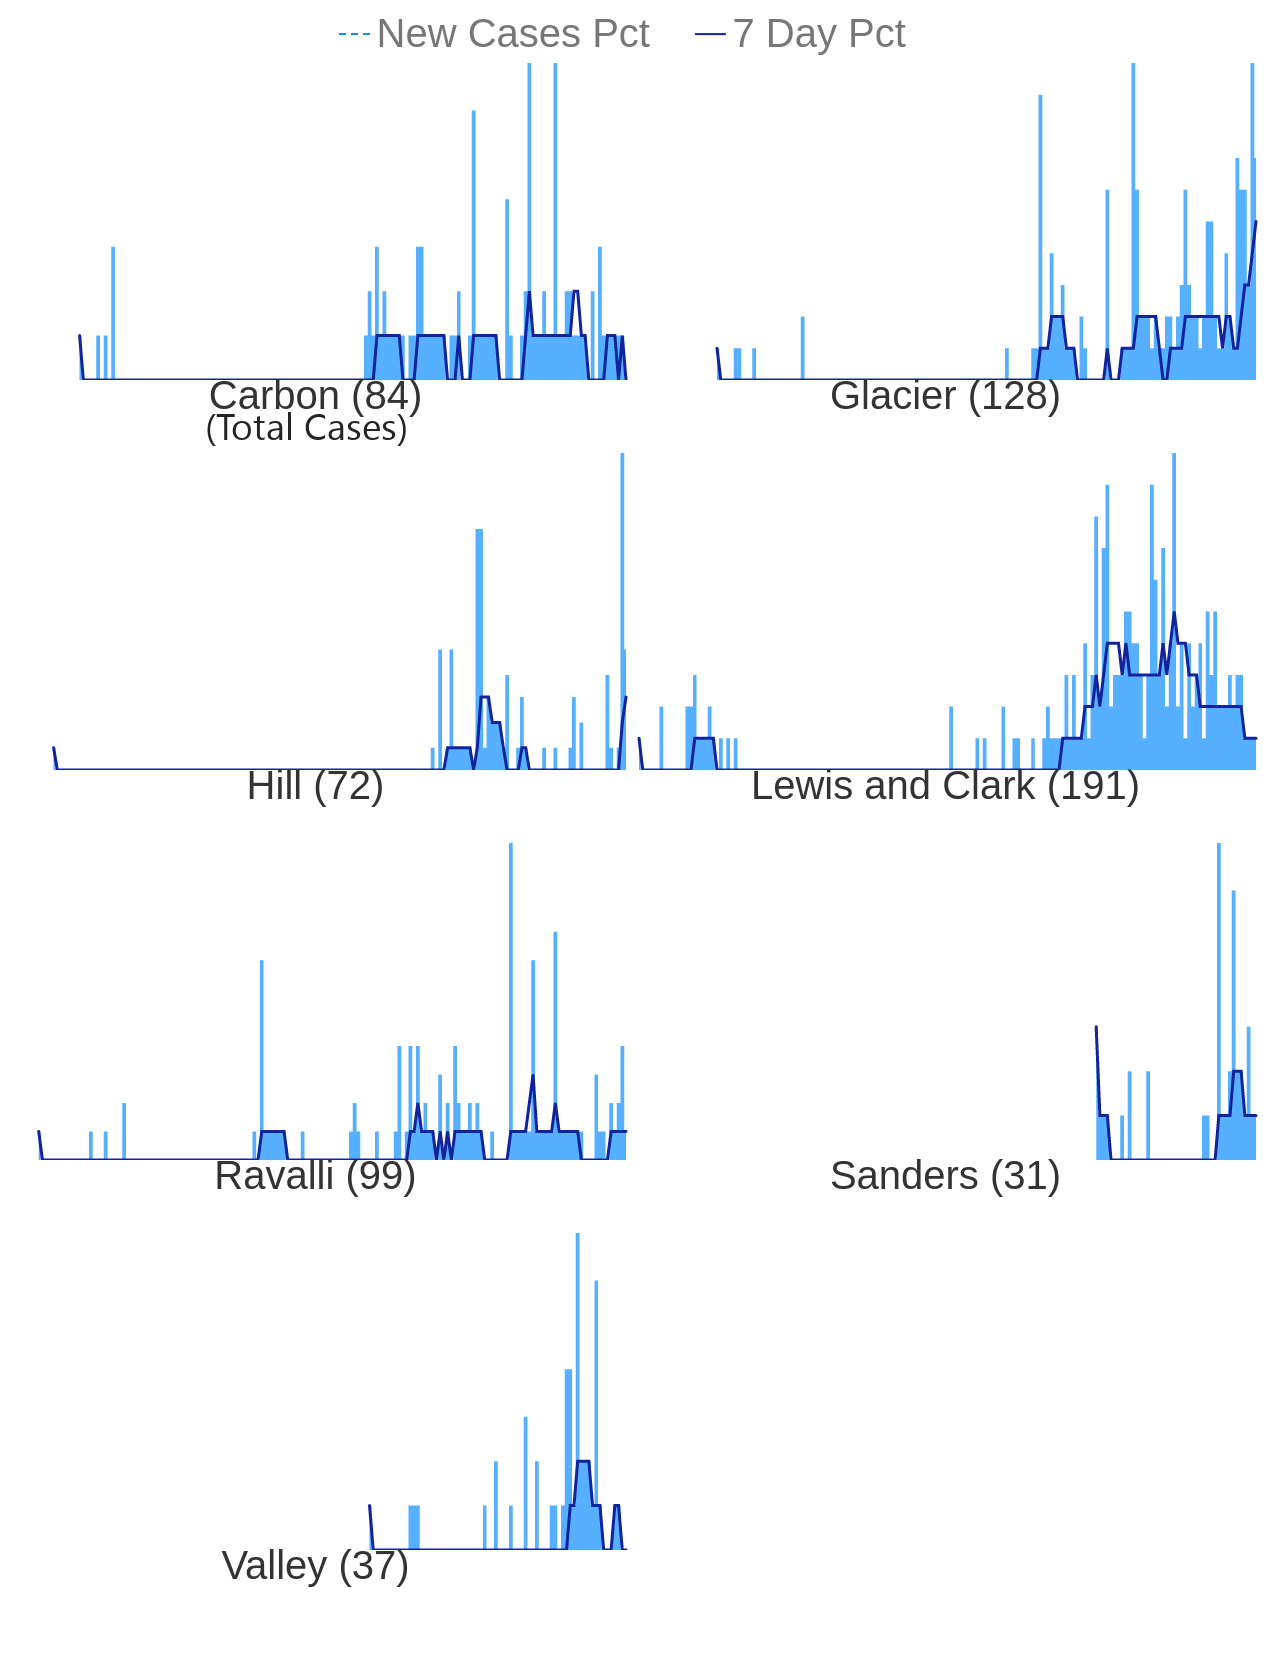 New Cases Pct 7 Day Pct
Carbon (84) Glacier (128)
(Total Cases)
Hill (72) Lewis and Clark (191)
Ravalli (99) Sanders (31)
Valley (37)